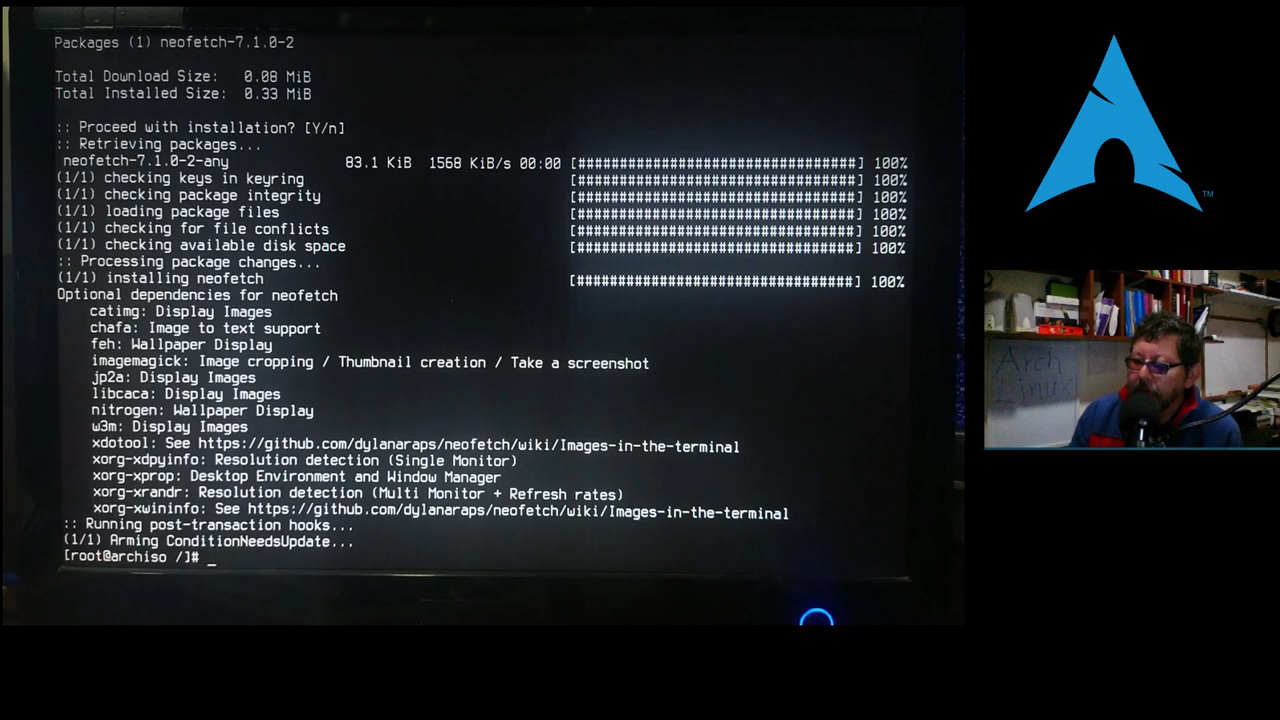 Packages (1) neofetch-7.1.0-2
Total Download Size: 0.08 MiB
Total Installed Size: 0.33 MiB
:: Proceed with installation? [Y/n]
:: Retrieving packages...
neofetch-7.1.0-2-any 83.1 KiB 1568 KiB/s 00:00 [##################################] 100%
(1/1) checking keys in keyring [##################################] 100%
(1/1) checking package integrity [##################################] 100%
(1/1) loading package files [##################################] 100%
(1/1) checking for file conflicts [##################################] 100%
(1/1) checking available disk space [##################################] 100%
:: Processing package changes...
(1/1) installing neofetch [##################################] 100%
Optional dependencies for neofetch
catimg: Display Images
chafa: Image to text support
feh: Wallpaper Display
imagemagick: Image cropping / Thumbnail creation / Take a screenshot
jp2a: Display Images
libcaca: Display Images
nitrogen: Wallpaper Display
w3m: Display Images
xdotool: See https://github.com/dylanaraps/neofetch/wiki/Images-in-the-terminal
xorg-xdpyinfo: Resolution detection (Single Monitor)
xorg-xprop: Desktop Environment and Window Manager
xorg-xrandr: Resolution detection (Multi Monitor + Refresh rates)
xorg-xwininfo: See https://github.com/dylanaraps/neofetch/wiki/Images-in-the-terminal
:: Running post-transaction hooks...
(1/1) Arming ConditionNeedsUpdate...
[root@archiso /]# _
TM
Arch
Linux